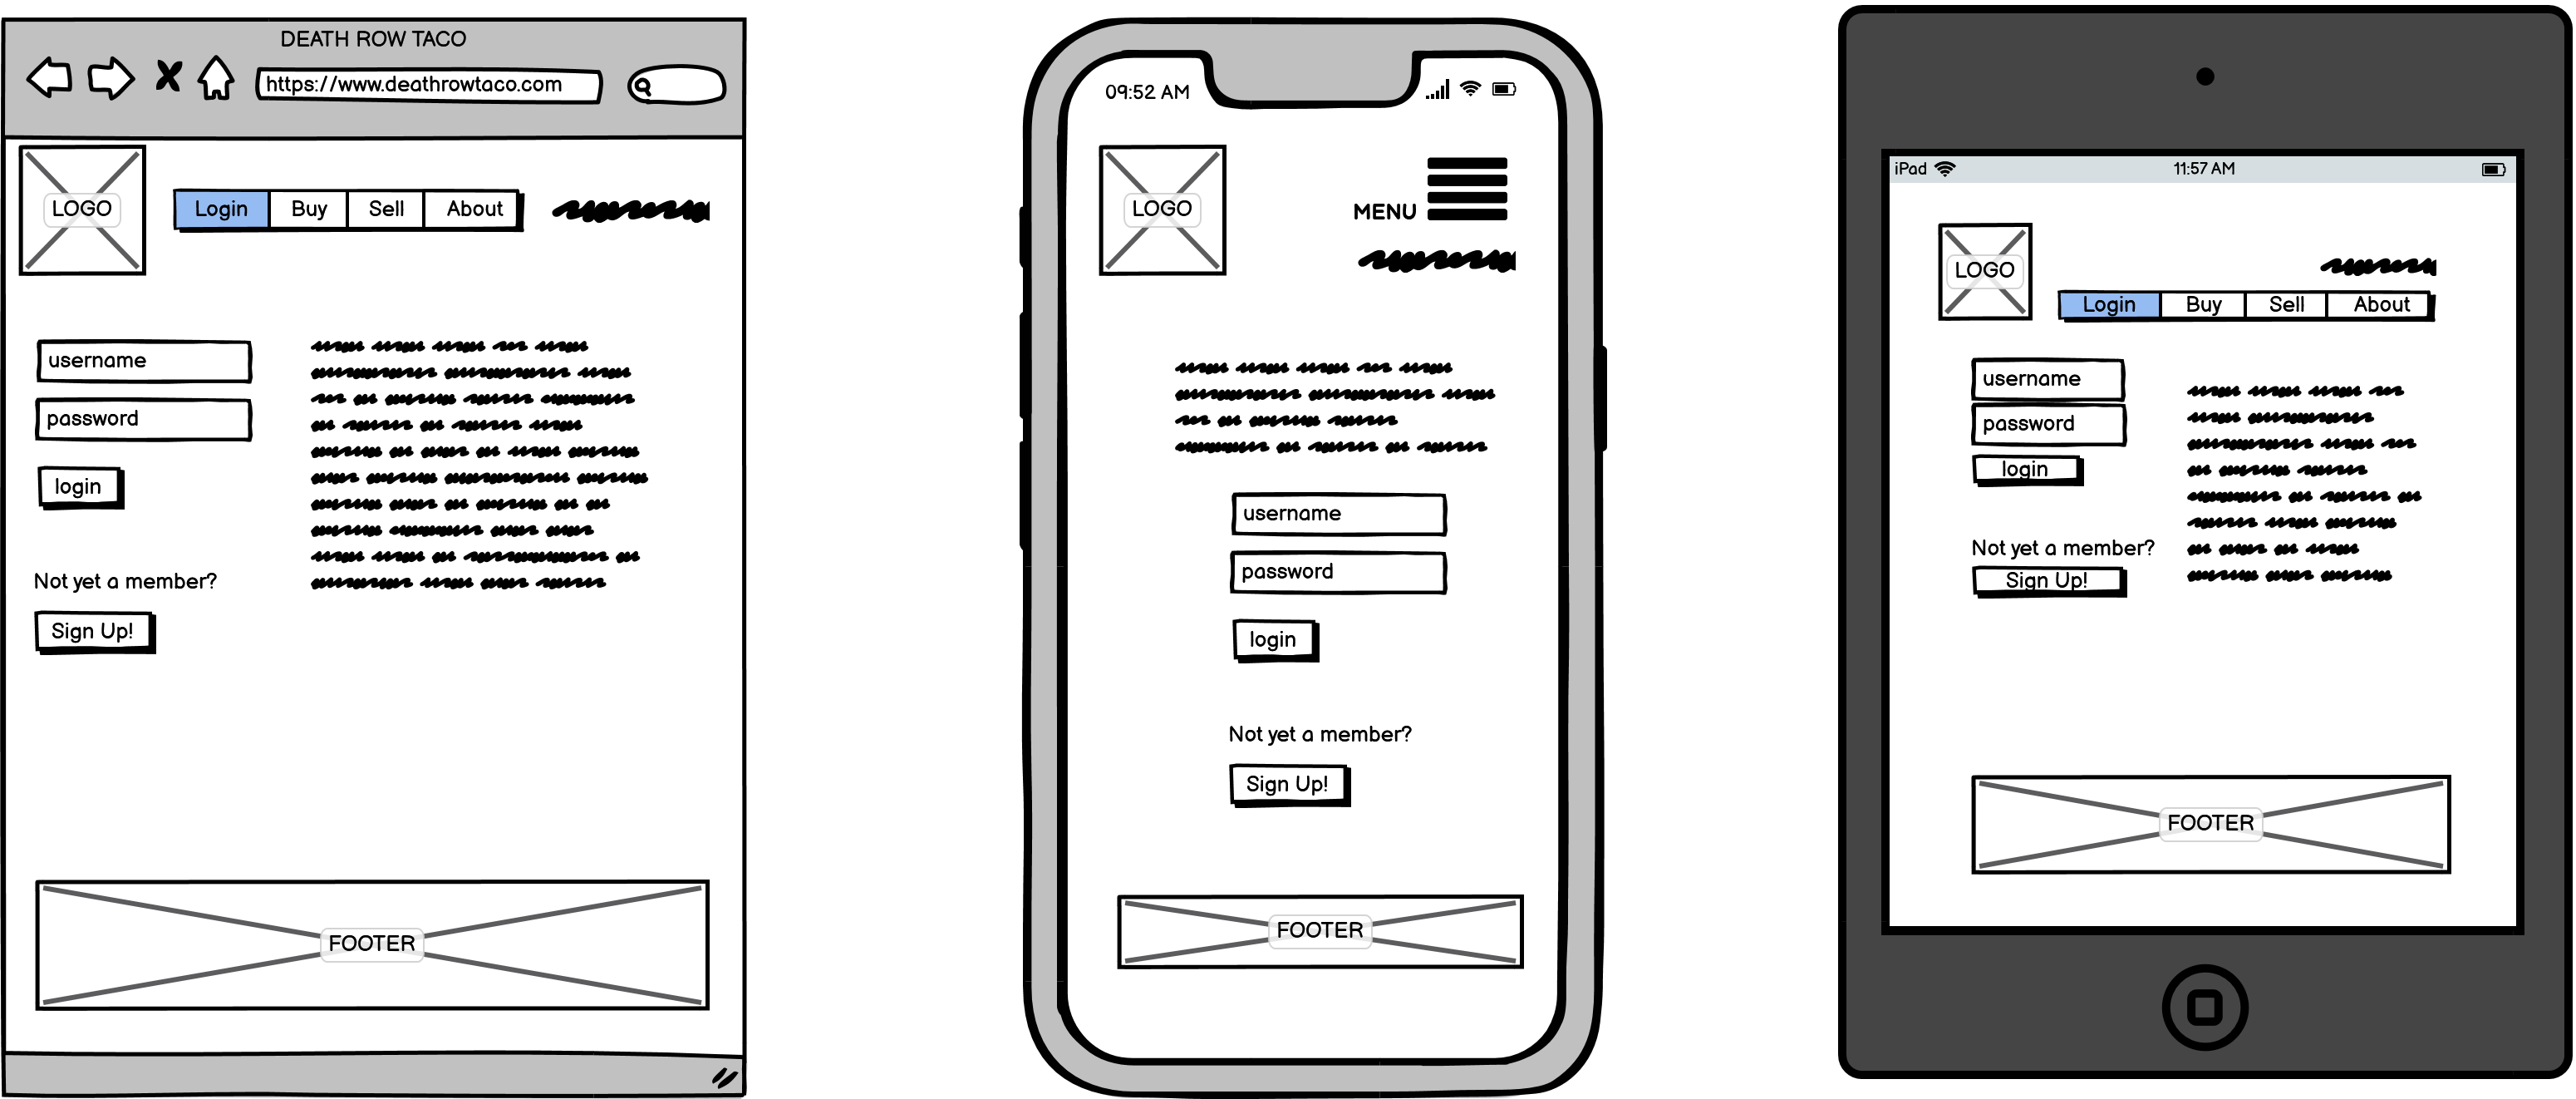 DEATH ROW TACO
https://www.deathrowtaco.com
LOGO
Login Buy Sell About
username
password
login
Not yet a member?
Sign Up!
FOOTER
09:52 AM
LOGO
MENU
username
password
login
Not yet a member?
Sign Up!
FOOTER
iPad 11:57 AM
LOGO
Login Buy Sell About
username
password
login
Not yet a member?
Sign Up!
FOOTER